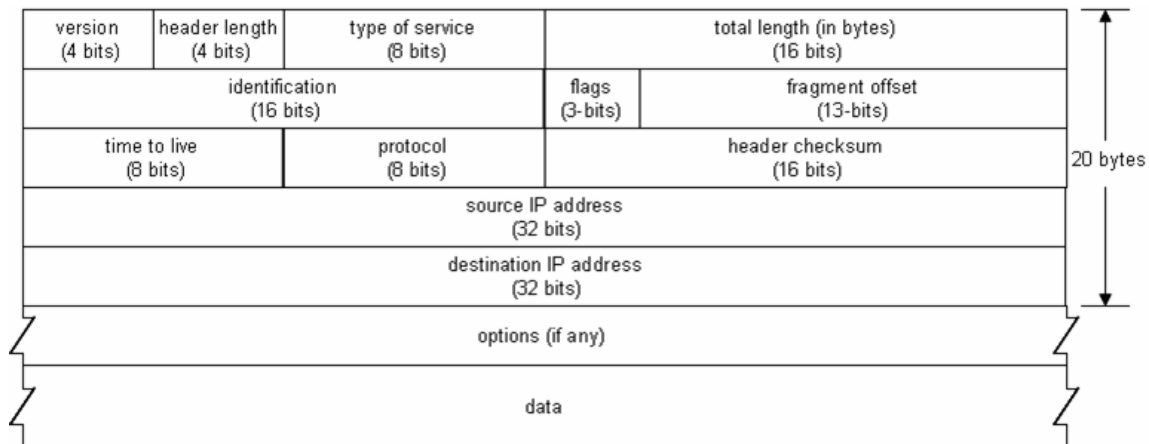 version
(4 bits)
header length
(4 bits)
type of service
(8 bits)
total length (in bytes)
(16 bits)
identification
(16 bits)
flags
(3-bits)
fragment offset
(13-bits)
time to live
(8 bits)
protocol
(8 bits)
header checksum
(16 bits)
20 bytes
source IP address
(32 bits)
destination IP address
(32 bits)
options (if any)
data